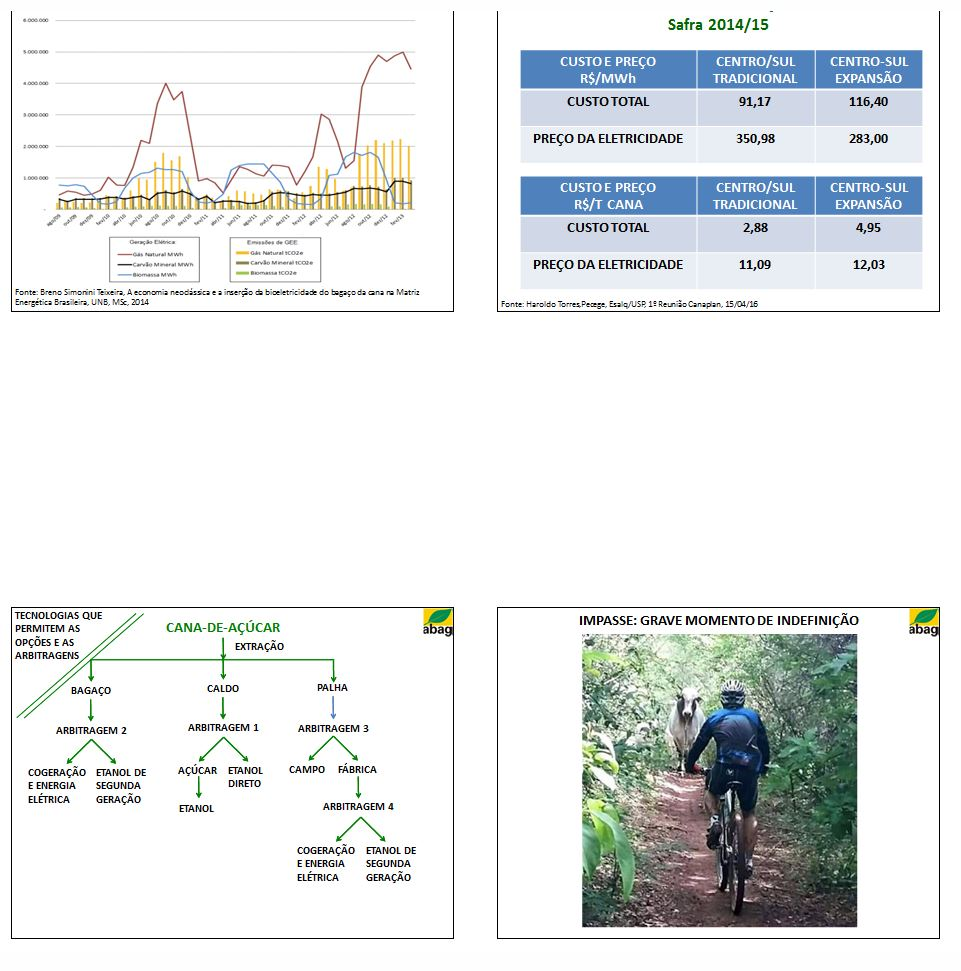 6.000.000
5.000.000
4.000.000
3.000.000
2.000.000
1.000.000
-
ago/09
out/09
dez/09
fev/10
abr/10
jun/10
ago/10
out/10
dez/10
fev/11
abr/11
jun/11
ago/11
out/11
dez/11
fev/12
abr/12
jun/12
ago/12
out/12
dez/12
fev/13
Geração Elétrica:
Gás Natural MWh
Carvão Mineral MWh
Biomassa MWh
Emissões de GEE:
Gás Natural tCO2e
Carvão Mineral tCO2e
Biomassa tCO2e
Fonte: Breno Simonini Teixeira, A economia neoclássica e a inserção da bioeletricidade do bagaço da cana na Matriz
Energética Brasileira, UNB, MSc, 2014
Safra 2014/15
CUSTO E PREÇO R$/MWh CENTRO/SUL TRADICIONAL CENTRO-SUL EXPANSÃO
CUSTO TOTAL 91,17 116,40
PREÇO DA ELETRICIDADE 350,98 283,00
CUSTO E PREÇO R$/T CANA CENTRO/SUL TRADICIONAL CENTRO-SUL EXPANSÃO
CUSTO TOTAL 2,88 4,95
PREÇO DA ELETRICIDADE 11,09 12,03
Fonte: Haroldo Torres,Pecege, Esalq/USP, 1ª Reunião Canaplan, 15/04/16
TECNOLOGIAS QUE
PERMITEM AS
OPÇÕES E AS
ARBITRAGENS
CANA-DE-AÇÚCAR
abag
EXTRAÇÃO
BAGAÇO
CALDO
PALHA
ARBITRAGEM 2
ARBITRAGEM 1
ARBITRAGEM 3
COGERAÇÃO
E ENERGIA
ELÉTRICA
ETANOL DE
SEGUNDA
GERAÇÃO
AÇÚCAR
ETANOL
DIRETO
CAMPO
FÁBRICA
ETANOL
ARBITRAGEM 4
COGERAÇÃO
E ENERGIA
ELÉTRICA
ETANOL DE
SEGUNDA
GERAÇÃO
IMPASSE: GRAVE MOMENTO DE INDEFINIÇÃO
abag